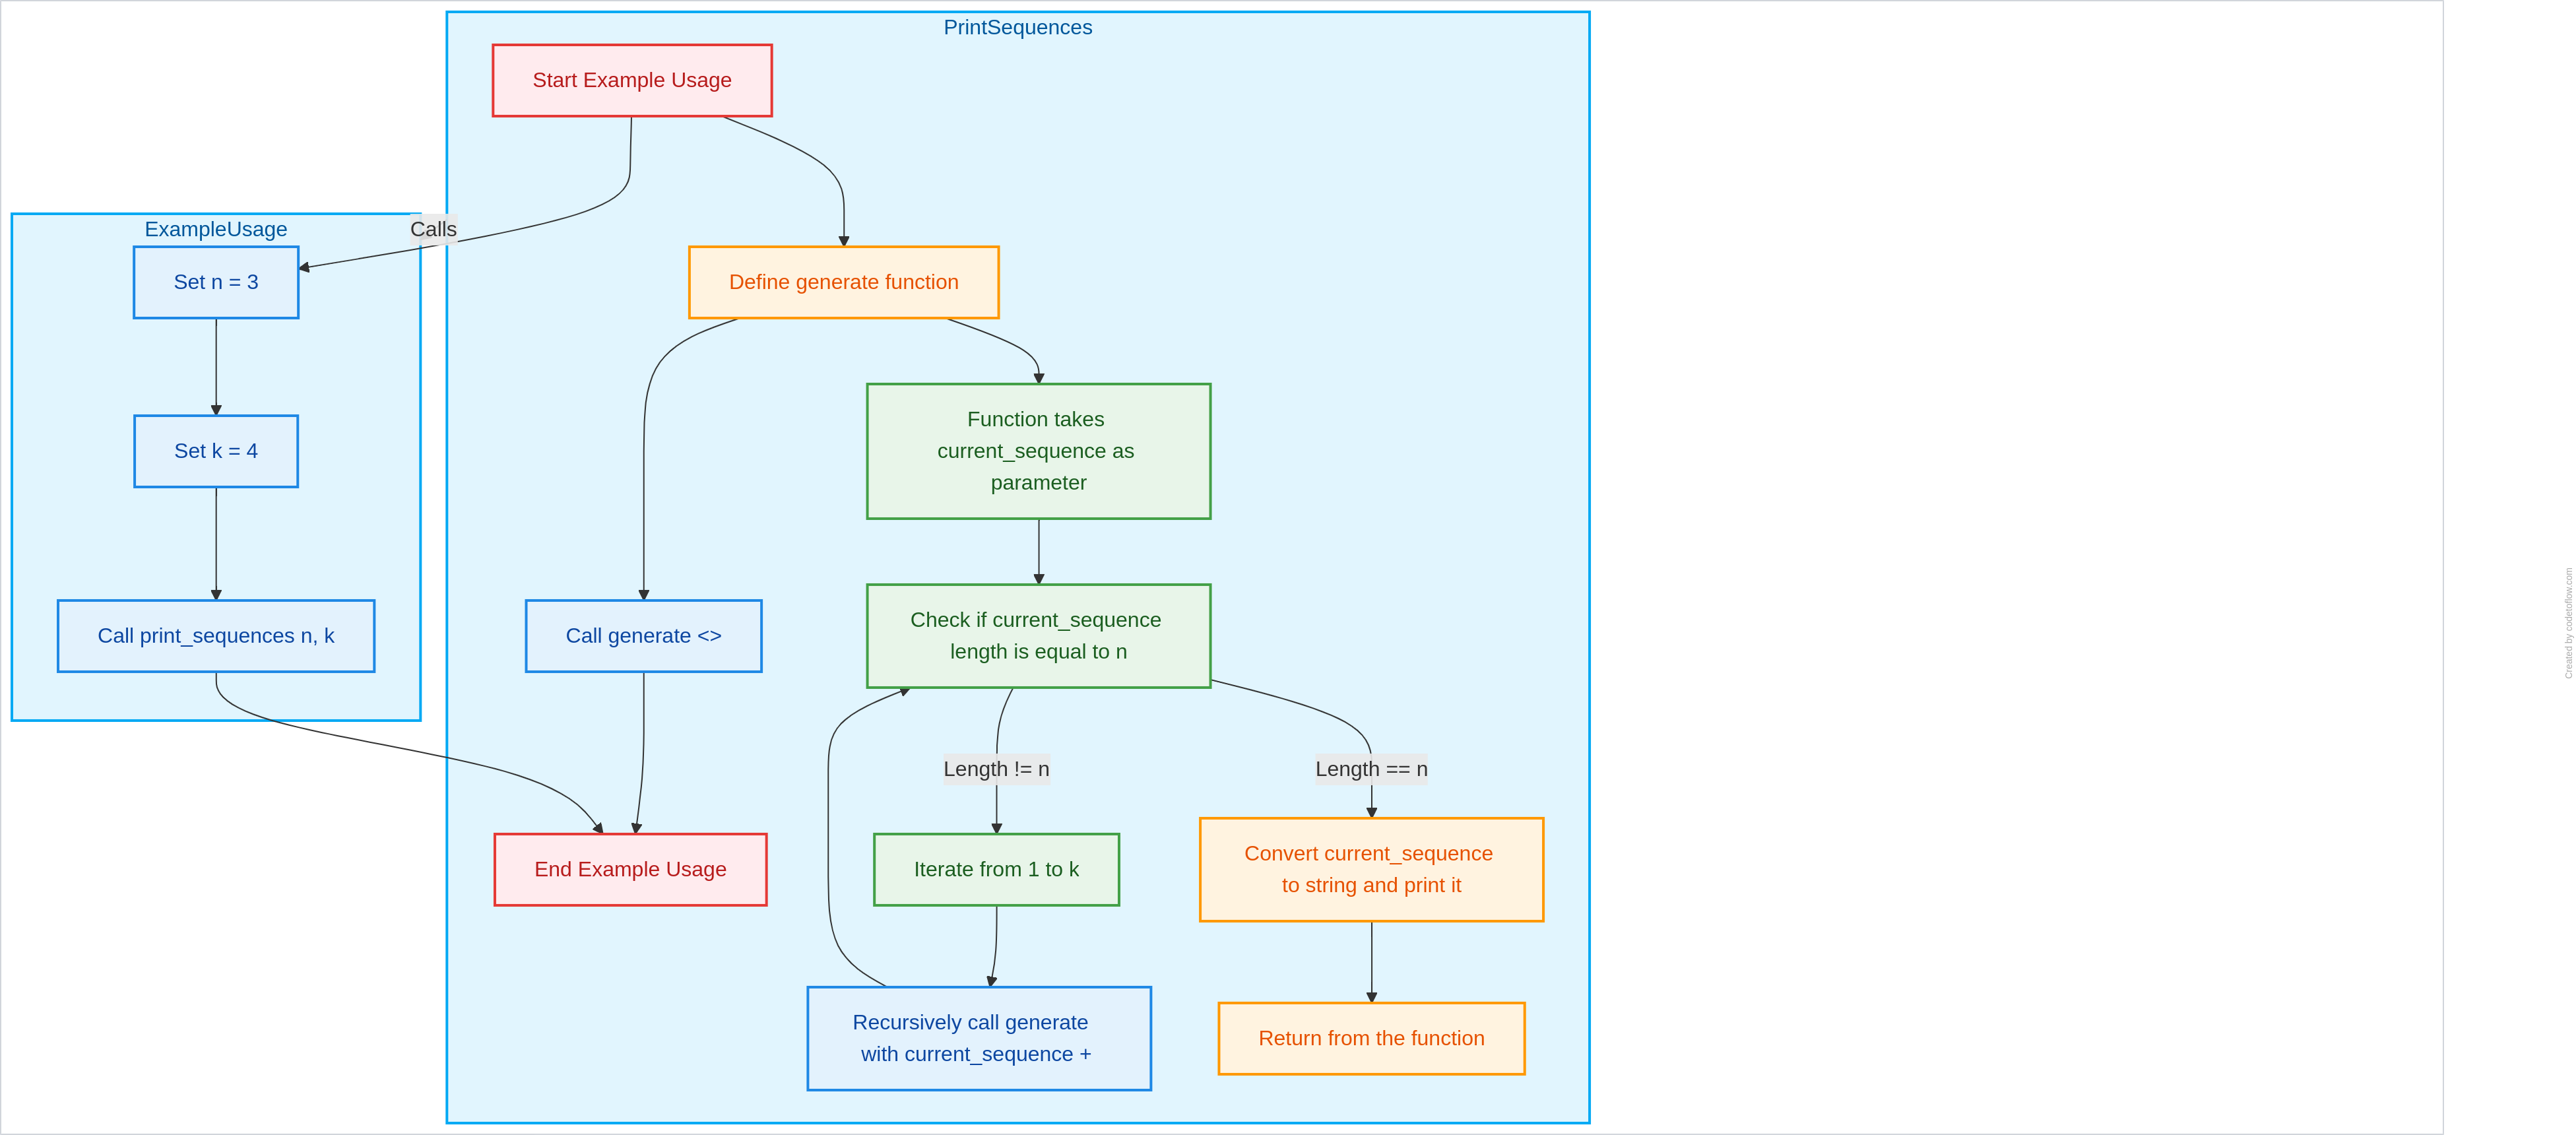 PrintSequences
Start Example Usage
Calls
ExampleUsage
Set n = 3
Define generate function
Function takes
current_sequence as
parameter
Set k = 4
Call print_sequences n, k
Call generate <>
Check if current_sequence
length is equal to n
Length != n
Length == n
End Example Usage
Iterate from 1 to k
Convert current_sequence
to string and print it
Recursively call generate
with current_sequence +
Return from the function
Created by codetoflow.com